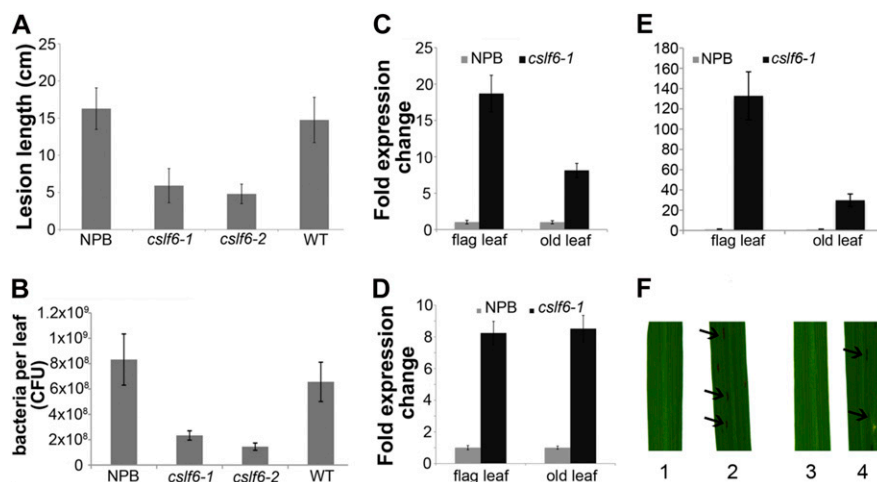 A
Lesion length (cm)
25
20
15
10
5
0
NPB cslf6-1 cslf6-2 WT
B
bacteria per leaf
(CFU)
1.2x10⁹
1x10⁹
8x10⁸
6x10⁸
4x10⁸
2x10⁸
0
NPB cslf6-1 cslf6-2 WT
C
NPB cslf6-1
Fold expression
change
25
20
15
10
5
0
flag leaf old leaf
D
NPB cslf6-1
Fold expression
change
10
8
6
4
2
0
flag leaf old leaf
E
NPB cslf6-1
180
160
140
120
100
80
60
40
20
0
flag leaf old leaf
F
1 2 3 4